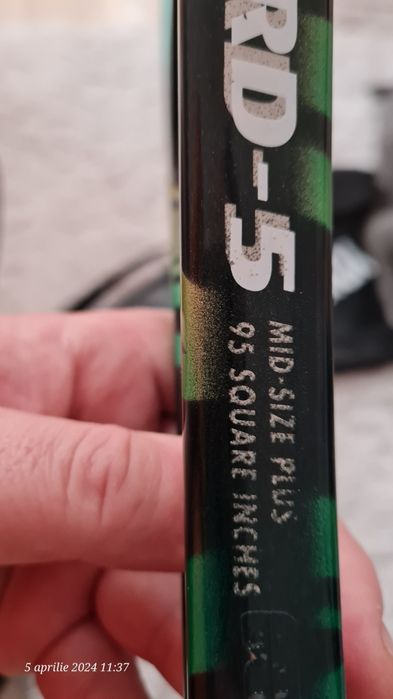 RD-5
MID-SIZE PLUS
95 SQUARE INCHES
5 aprilie 2024 11:37